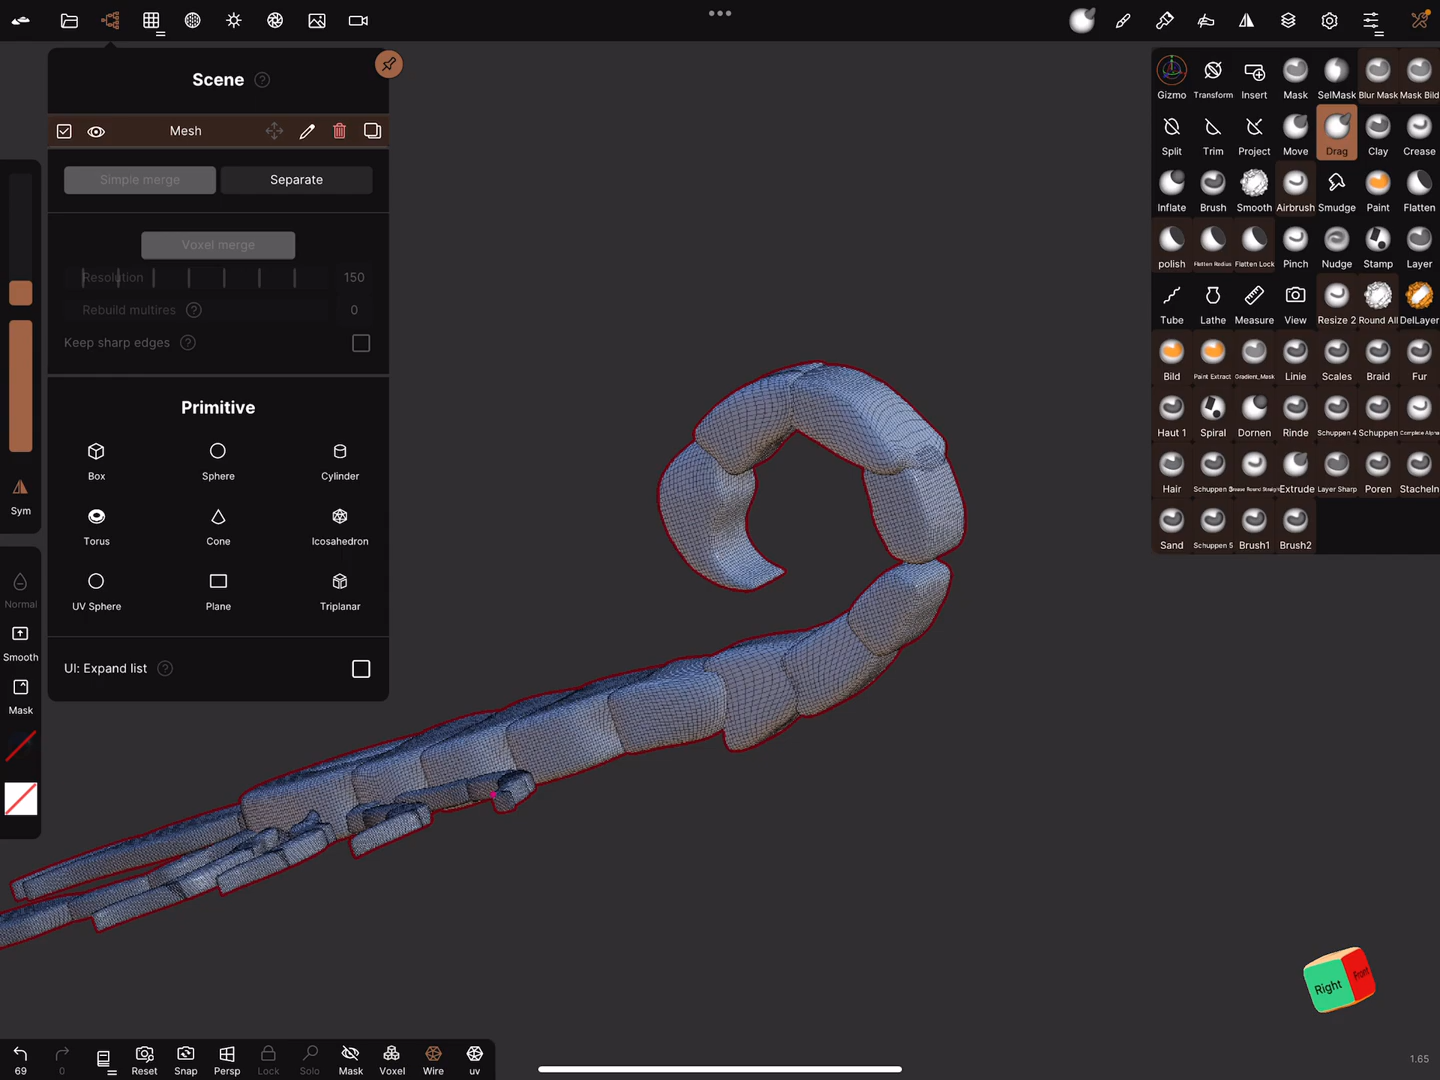 Scene
Mesh
Simple merge
Separate
Voxel merge
Resolution 150
Rebuild multires 0
Keep sharp edges
Primitive
Box Sphere Cylinder
Torus Cone Icosahedron
UV Sphere Plane Triplanar
UI: Expand list
Sym
Normal
Smooth
Mask
Gizmo Transform Insert Mask SelMask Blur Mask Mask Bild
Split Trim Project Move Drag Clay Crease
Inflate Brush Smooth Airbrush Smudge Paint Flatten
polish Flatten Radius Flatten Lock Pinch Nudge Stamp Layer
Tube Lathe Measure View Resize 2 Round All DelLayer
Bild Paint Extract Gradient_Mask Linie Scales Braid Fur
Haut 1 Spiral Dornen Rinde Schuppen 4 Schuppen
Hair Schuppen Extrude Layer Sharp Poren Stacheln
Sand Schuppen 5 Brush1 Brush2
Right Front
69 0 Reset Snap Persp Lock Solo Mask Voxel Wire uv
1.65